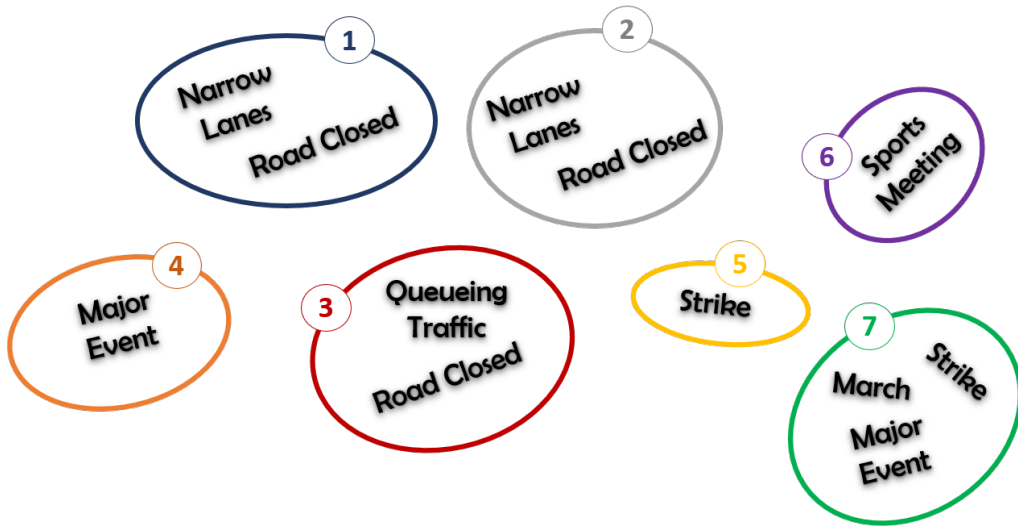 1
Narrow
Lanes
Road Closed
2
Narrow
Lanes
Road Closed
6
Sports
Meeting
4
Major
Event
3
Queueing
Traffic
Road Closed
5
Strike
7
Strike
March
Major
Event